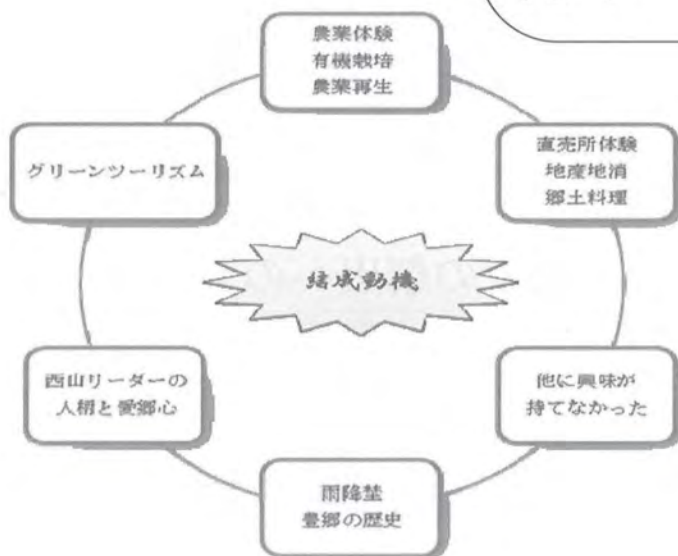 農業体験
有機栽培
農業再生
直売所体験
地産地消
郷土料理
グリーンツーリズム
結成動機
西山リーダーの
人柄と愛郷心
他に興味が
持てなかった
雨降埜
豊郷の歴史